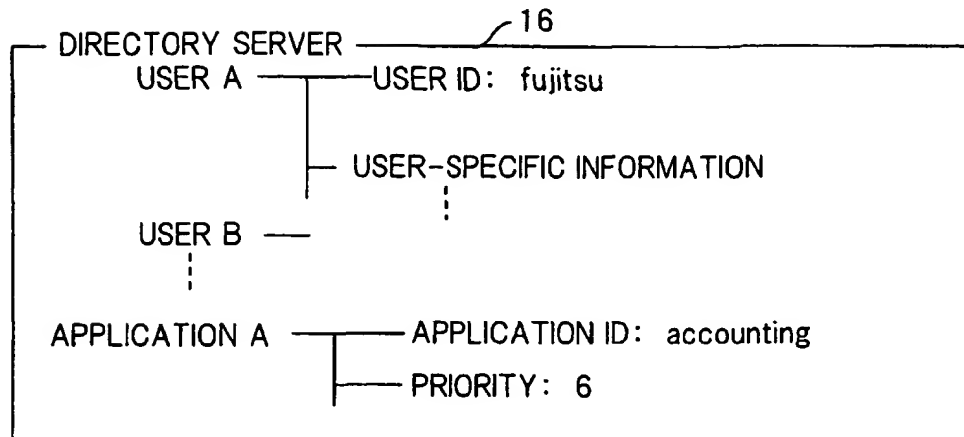 16
DIRECTORY SERVER
USER A USER ID: fujitsu
USER-SPECIFIC INFORMATION
USER B
APPLICATION A APPLICATION ID: accounting
PRIORITY: 6